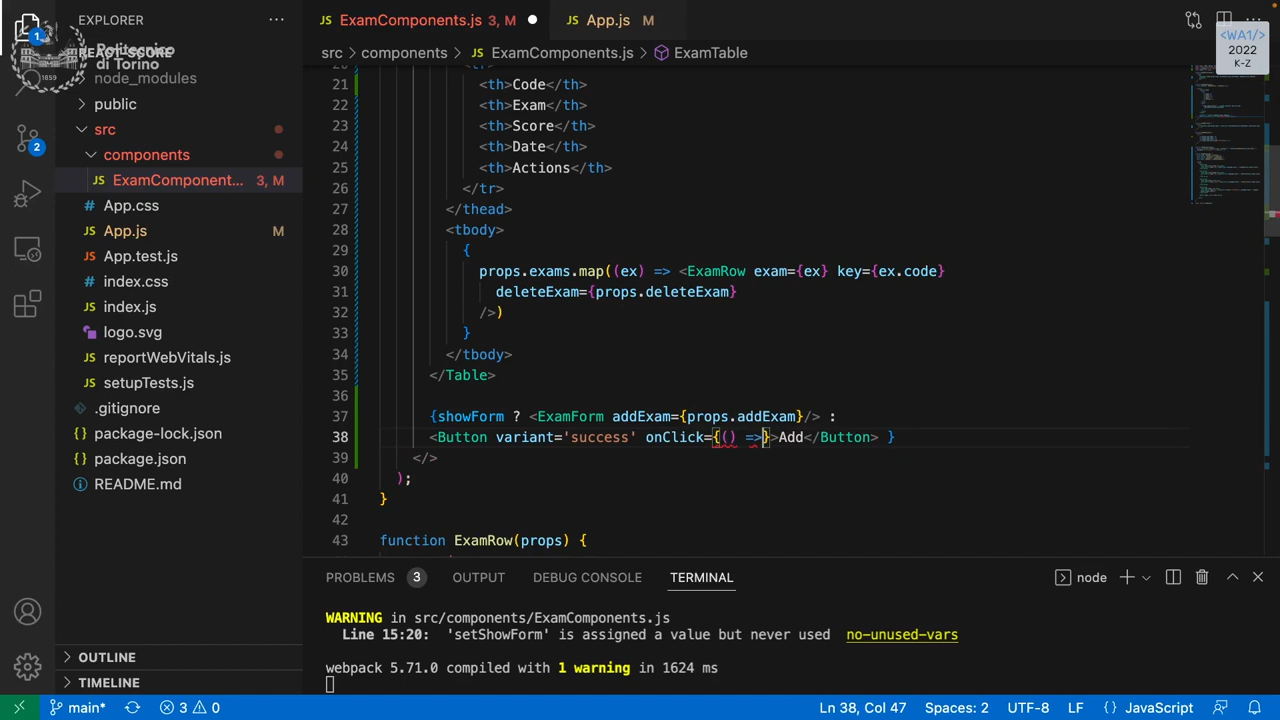 EXPLORER
ExamComponents.js 3, M
App.js M
<WA1/>
2022
K-Z
1
Politecnico
di Torino
1859
src > components > ExamComponents.js > ExamTable
node_modules
public
src
components
ExamComponent... 3, M
App.css
App.js M
App.test.js
index.css
index.js
logo.svg
reportWebVitals.js
setupTests.js
.gitignore
package-lock.json
package.json
README.md
OUTLINE
TIMELINE
2
21 <th>Code</th>
22 <th>Exam</th>
23 <th>Score</th>
24 <th>Date</th>
25 <th>Actions</th>
26 </tr>
27 </thead>
28 <tbody>
29 {
30 props.exams.map((ex) => <ExamRow exam={ex} key={ex.code}
31 deleteExam={props.deleteExam}
32 />)
33 }
34 </tbody>
35 </Table>
36
37 {showForm ? <ExamForm addExam={props.addExam}/> :
38 <Button variant='success' onClick={() =>}>Add</Button> }
39 </>
40 );
41 }
42
43 function ExamRow(props) {
PROBLEMS 3 OUTPUT DEBUG CONSOLE TERMINAL
node
WARNING in src/components/ExamComponents.js
Line 15:20: 'setShowForm' is assigned a value but never used no-unused-vars
webpack 5.71.0 compiled with 1 warning in 1624 ms
main* 3 0 Ln 38, Col 47 Spaces: 2 UTF-8 LF {} JavaScript